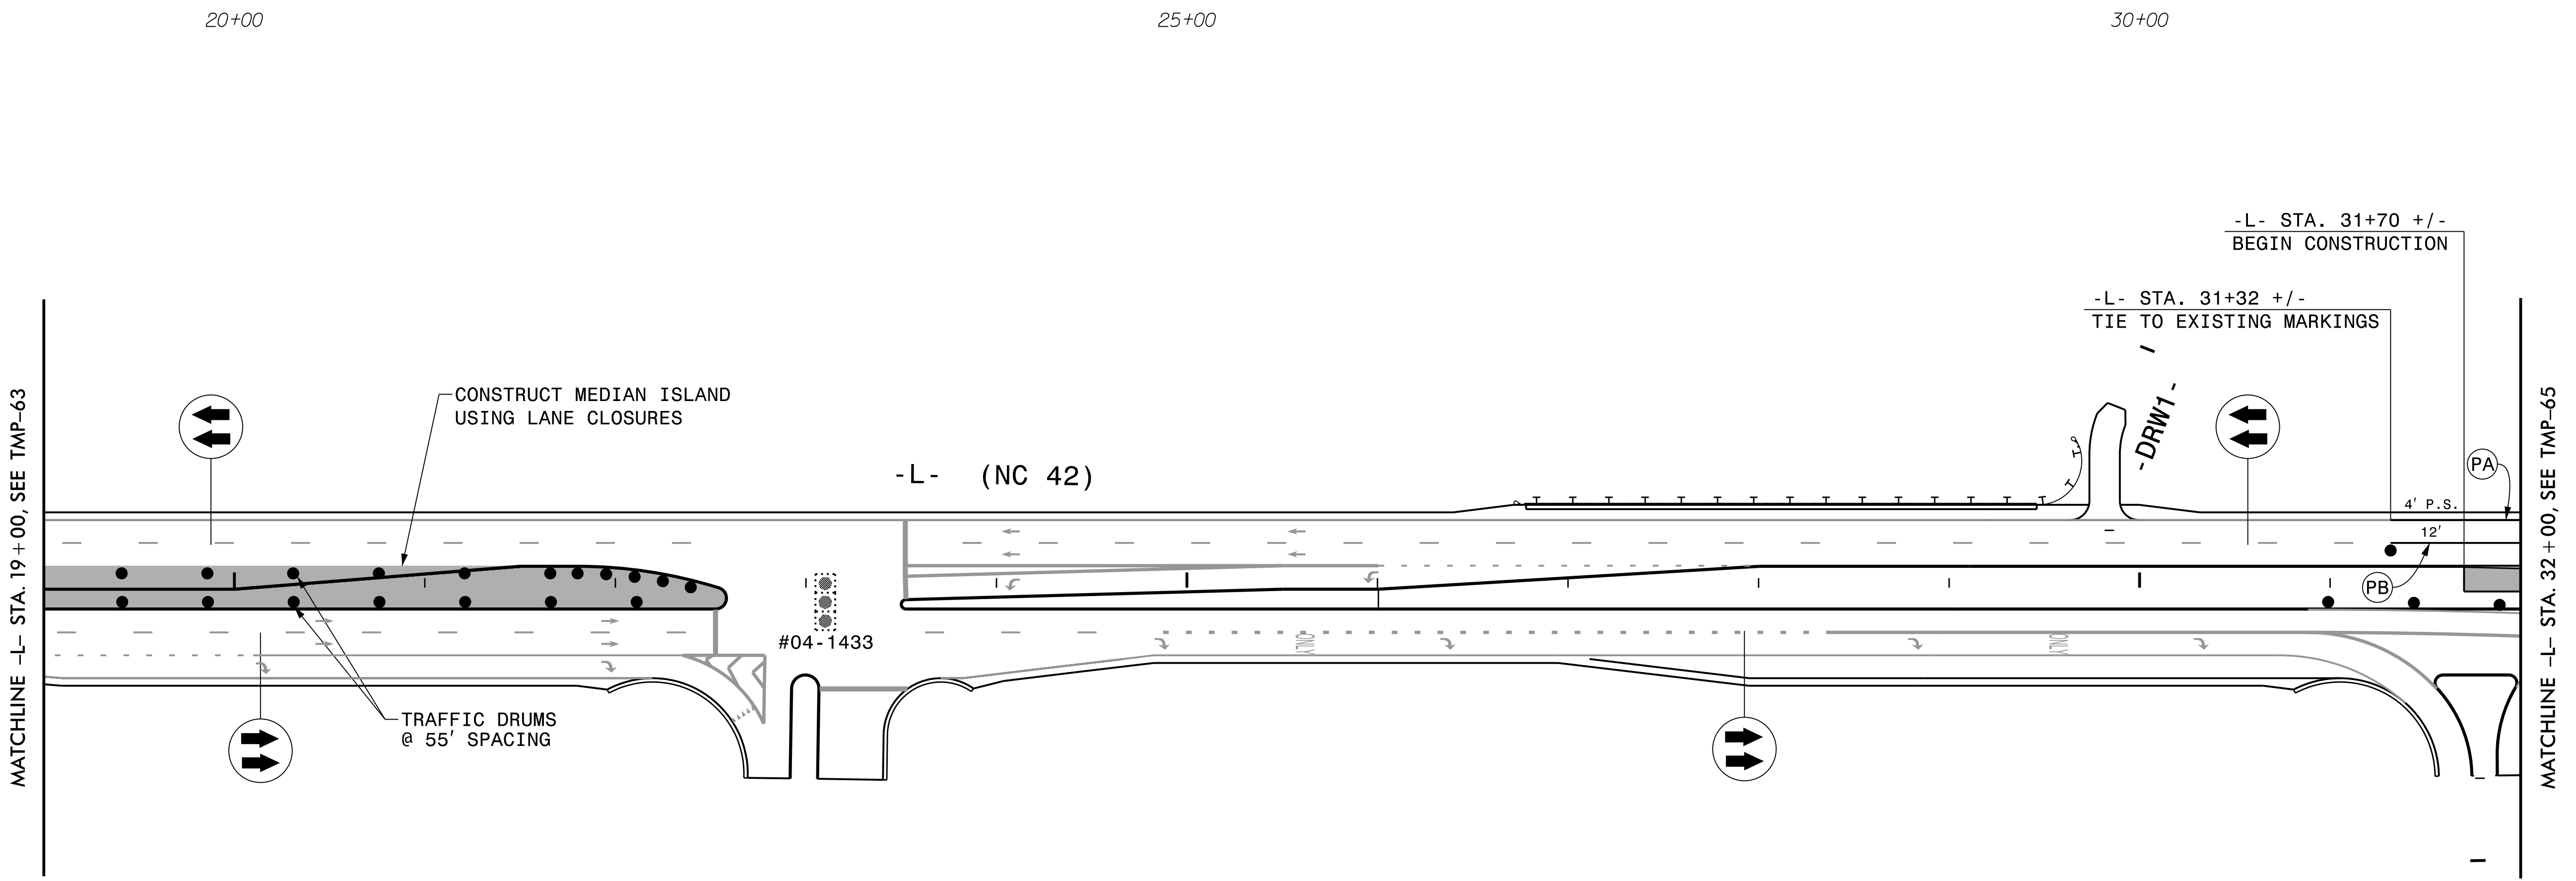 20+00
25+00
30+00
-L- STA. 31+70 +/-
BEGIN CONSTRUCTION
-L- STA. 31+32 +/-
TIE TO EXISTING MARKINGS
MATCHLINE -L- STA. 19+00, SEE TMP-63
CONSTRUCT MEDIAN ISLAND
USING LANE CLOSURES
-L- (NC 42)
-DRW1-
PA
4' P.S.
12'
PB
#04-1433
ONLY
ONLY
TRAFFIC DRUMS
@ 55' SPACING
MATCHLINE -L- STA. 32+00, SEE TMP-65